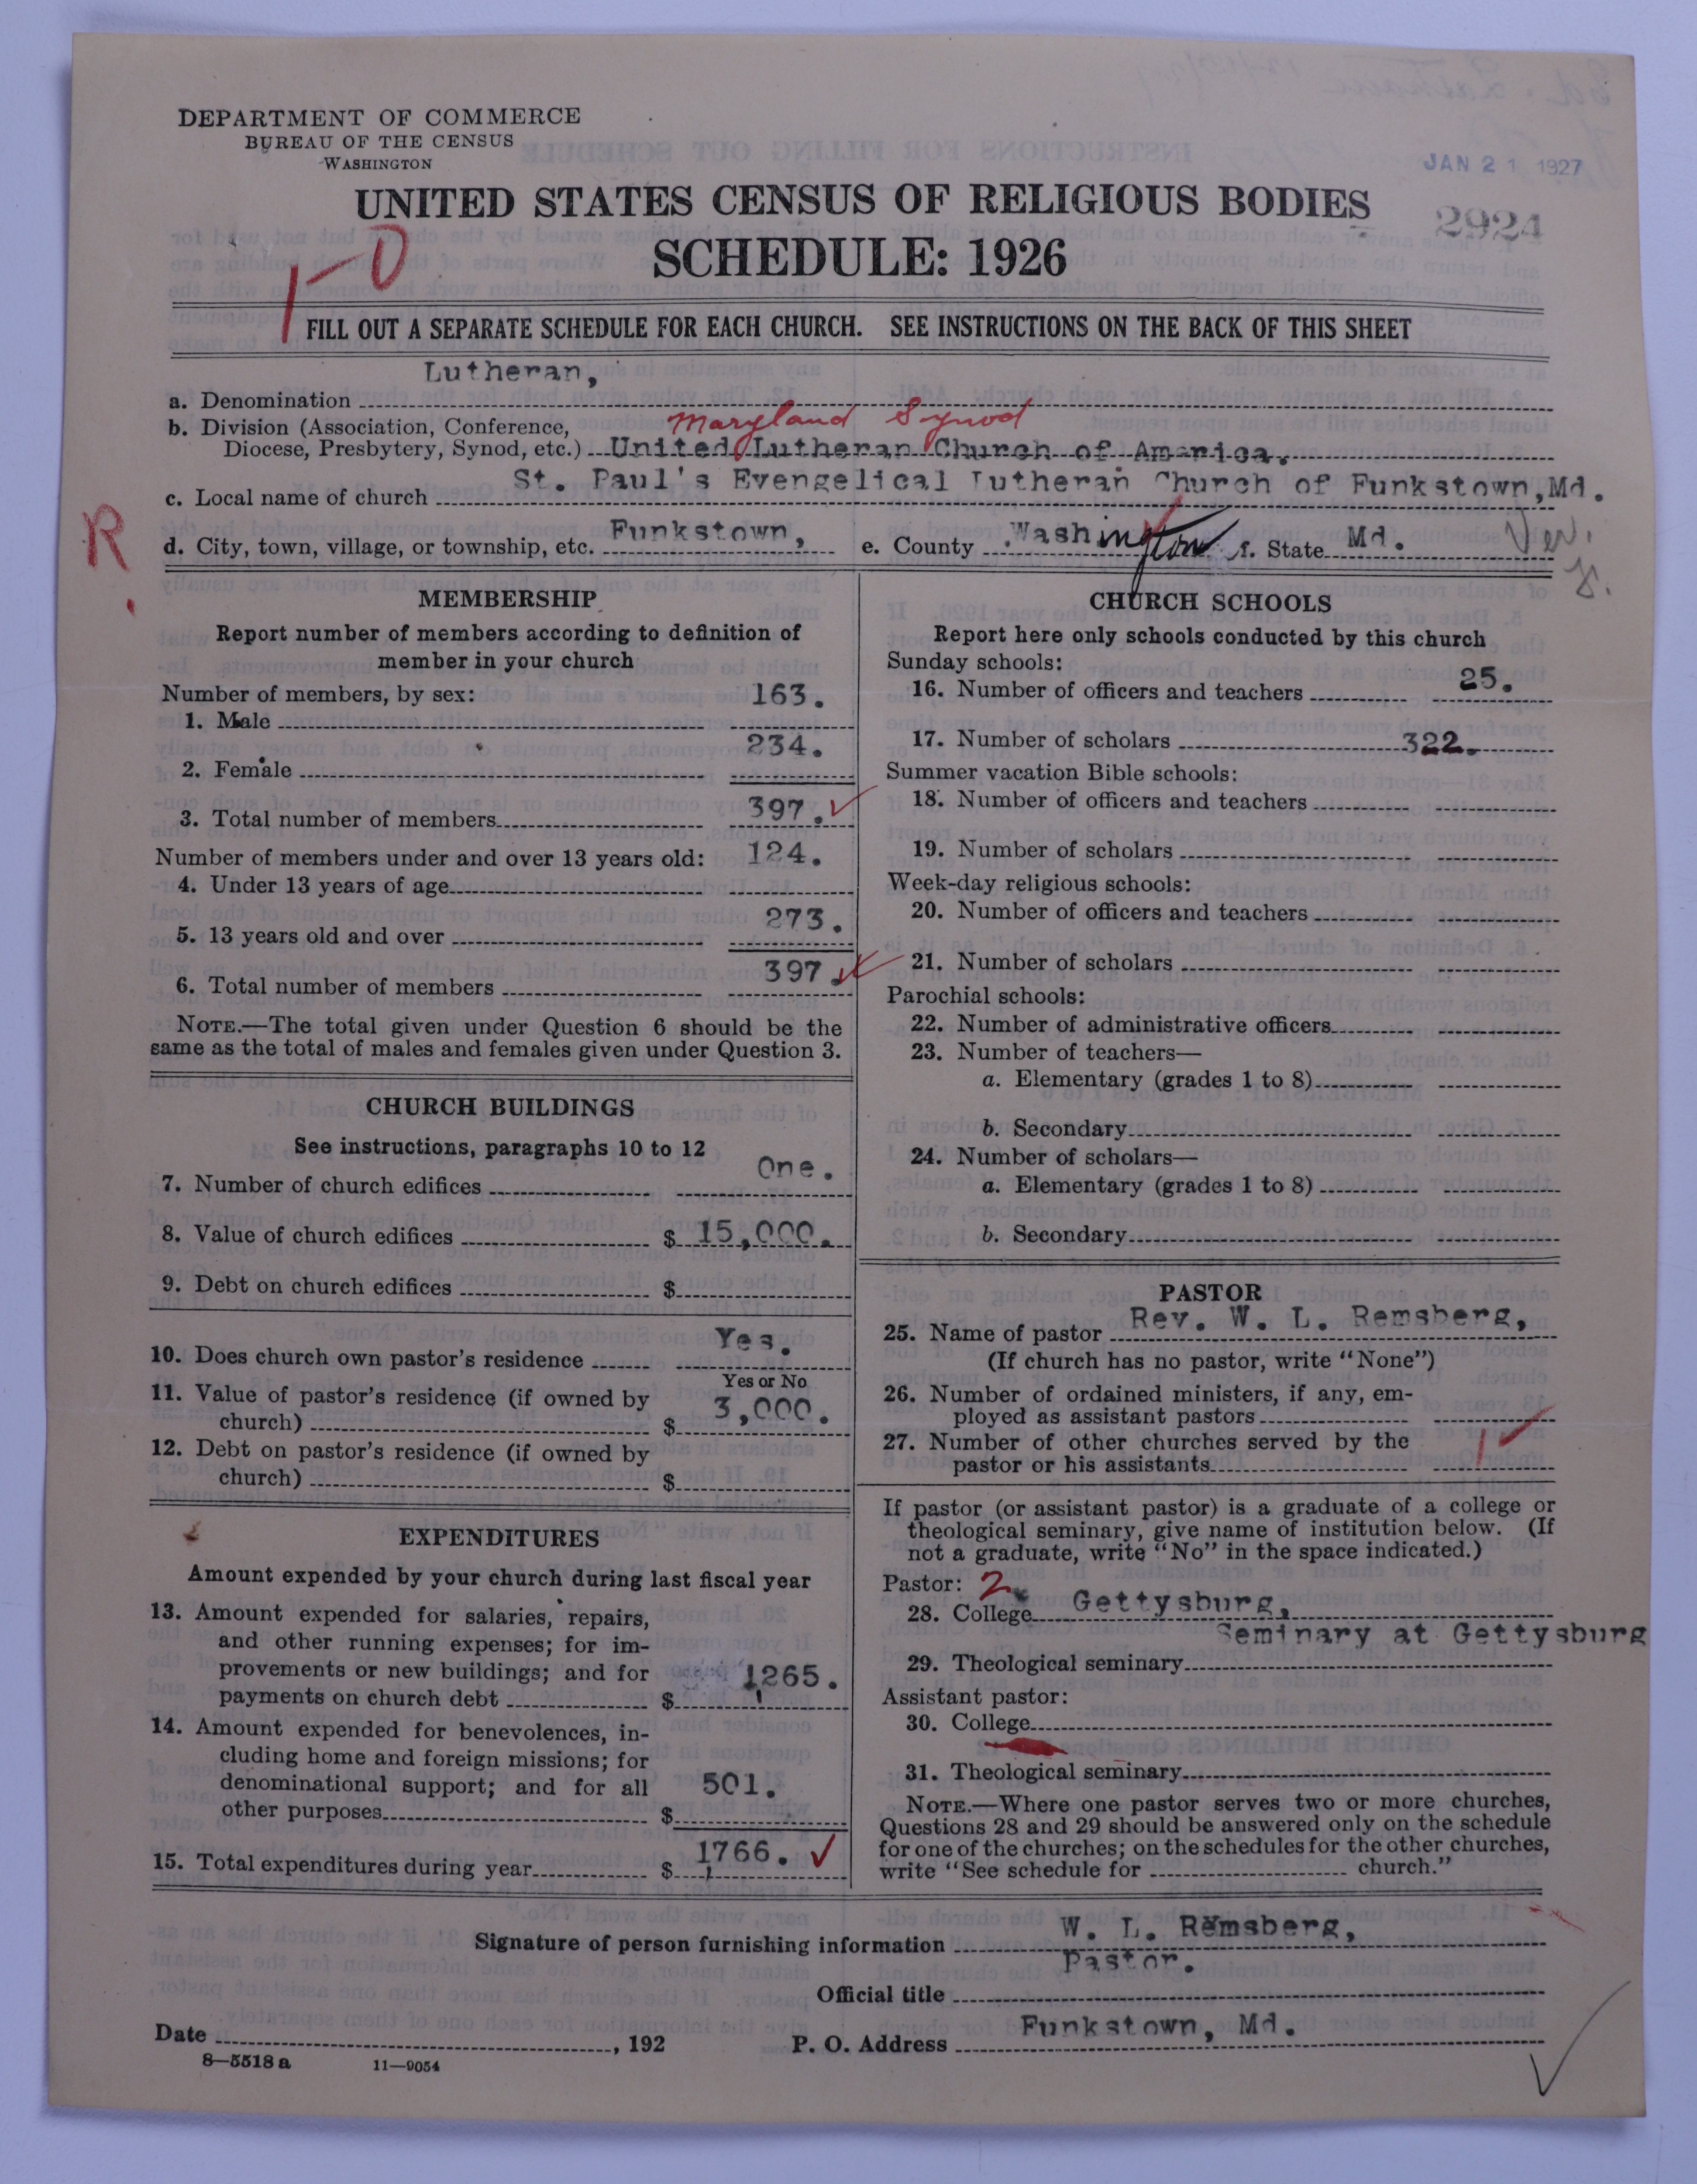 DEPARTMENT OF COMMERCE
BUREAU OF THE CENSUS
WASHINGTON
JAN 21 1927
UNITED STATES CENSUS OF RELIGIOUS BODIES
2924
SCHEDULE: 1926
1-0
FILL OUT A SEPARATE SCHEDULE FOR EACH CHURCH. SEE INSTRUCTIONS ON THE BACK OF THIS SHEET
Lutheran,
a. Denomination
b. Division (Association, Conference, Maryland Synod
Diocese, Presbytery, Synod, etc.) United Lutheran Church of America.
c. Local name of church St. Paul's Evengelical Lutheran Church of Funkstown,Md.
R
d. City, town, village, or township, etc. Funkstown, e. County Washington f. State Md. Ver.
MEMBERSHIP
Report number of members according to definition of
member in your church
Number of members, by sex:
1. Male 163.
2. Female 234.
3. Total number of members 397.
Number of members under and over 13 years old:
4. Under 13 years of age 124.
5. 13 years old and over 273.
6. Total number of members 397
NOTE.—The total given under Question 6 should be the
same as the total of males and females given under Question 3.
CHURCH BUILDINGS
See instructions, paragraphs 10 to 12
7. Number of church edifices One.
8. Value of church edifices $ 15,000.
9. Debt on church edifices $
10. Does church own pastor's residence Yes.
Yes or No
11. Value of pastor's residence (if owned by
church) $ 3,000.
12. Debt on pastor's residence (if owned by
church) $
EXPENDITURES
Amount expended by your church during last fiscal year
13. Amount expended for salaries, repairs,
and other running expenses; for im-
provements or new buildings; and for
payments on church debt $ 1265.
14. Amount expended for benevolences, in-
cluding home and foreign missions; for
denominational support; and for all
other purposes $ 501.
15. Total expenditures during year $ 1766.
CHURCH SCHOOLS
Report here only schools conducted by this church
Sunday schools:
16. Number of officers and teachers 25.
17. Number of scholars 322.
Summer vacation Bible schools:
18. Number of officers and teachers
19. Number of scholars
Week-day religious schools:
20. Number of officers and teachers
21. Number of scholars
Parochial schools:
22. Number of administrative officers
23. Number of teachers—
a. Elementary (grades 1 to 8)
b. Secondary
24. Number of scholars—
a. Elementary (grades 1 to 8)
b. Secondary
PASTOR
25. Name of pastor Rev. W. L. Remsberg,
(If church has no pastor, write "None")
26. Number of ordained ministers, if any, em-
ployed as assistant pastors
27. Number of other churches served by the
pastor or his assistants 1
If pastor (or assistant pastor) is a graduate of a college or
theological seminary, give name of institution below. (If
not a graduate, write "No" in the space indicated.)
Pastor: 2
28. College Gettysburg,
Seminary at Gettysburg
29. Theological seminary
Assistant pastor:
30. College
31. Theological seminary
NOTE.—Where one pastor serves two or more churches,
Questions 28 and 29 should be answered only on the schedule
for one of the churches; on the schedules for the other churches,
write "See schedule for church."
Signature of person furnishing information W. L. Remsberg,
Pastor.
Official title
Date , 192 P. O. Address Funkstown, Md.
8—5518 a 11—9054